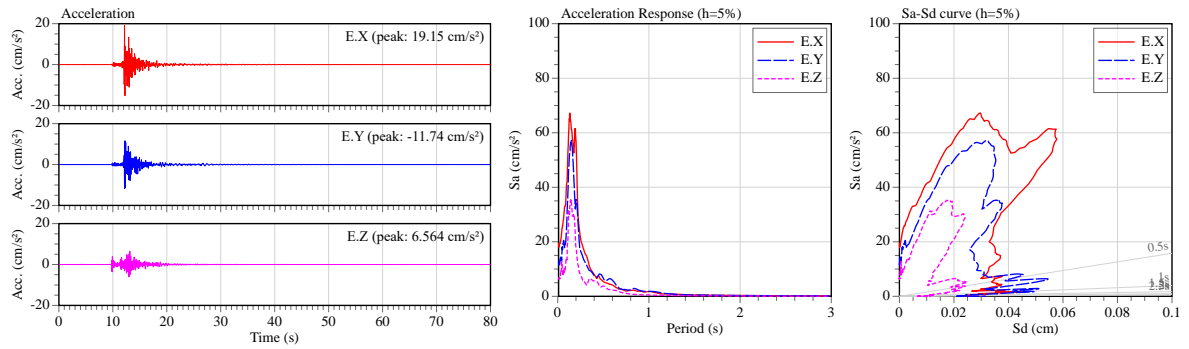 Acceleration
Acc. (cm/s²)
20
0
-20
E.X (peak: 19.15 cm/s²)
Acc. (cm/s²)
20
0
-20
E.Y (peak: -11.74 cm/s²)
Acc. (cm/s²)
20
0
-20
E.Z (peak: 6.564 cm/s²)
0 10 20 30 40 50 60 70 80
Time (s)
Acceleration Response (h=5%)
E.X
E.Y
E.Z
Sa (cm/s²)
100
80
60
40
20
0
0 1 2 3
Period (s)
Sa-Sd curve (h=5%)
E.X
E.Y
E.Z
Sa (cm/s²)
100
80
60
40
20
0
0.5s
1s
0 0.02 0.04 0.06 0.08 0.1
Sd (cm)